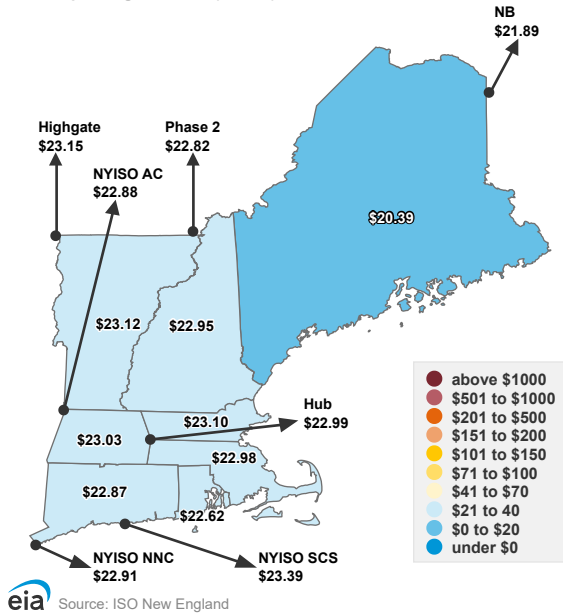 NB
$21.89
Highgate
$23.15
Phase 2
$22.82
NYISO AC
$22.88
$20.39
$23.12
$22.95
Hub
$22.99
$23.10
$23.03
$22.98
$22.87
$22.62
NYISO NNC
$22.91
NYISO SCS
$23.39
above $1000
$501 to $1000
$201 to $500
$151 to $200
$101 to $150
$71 to $100
$41 to $70
$21 to 40
$0 to $20
under $0
eia Source: ISO New England